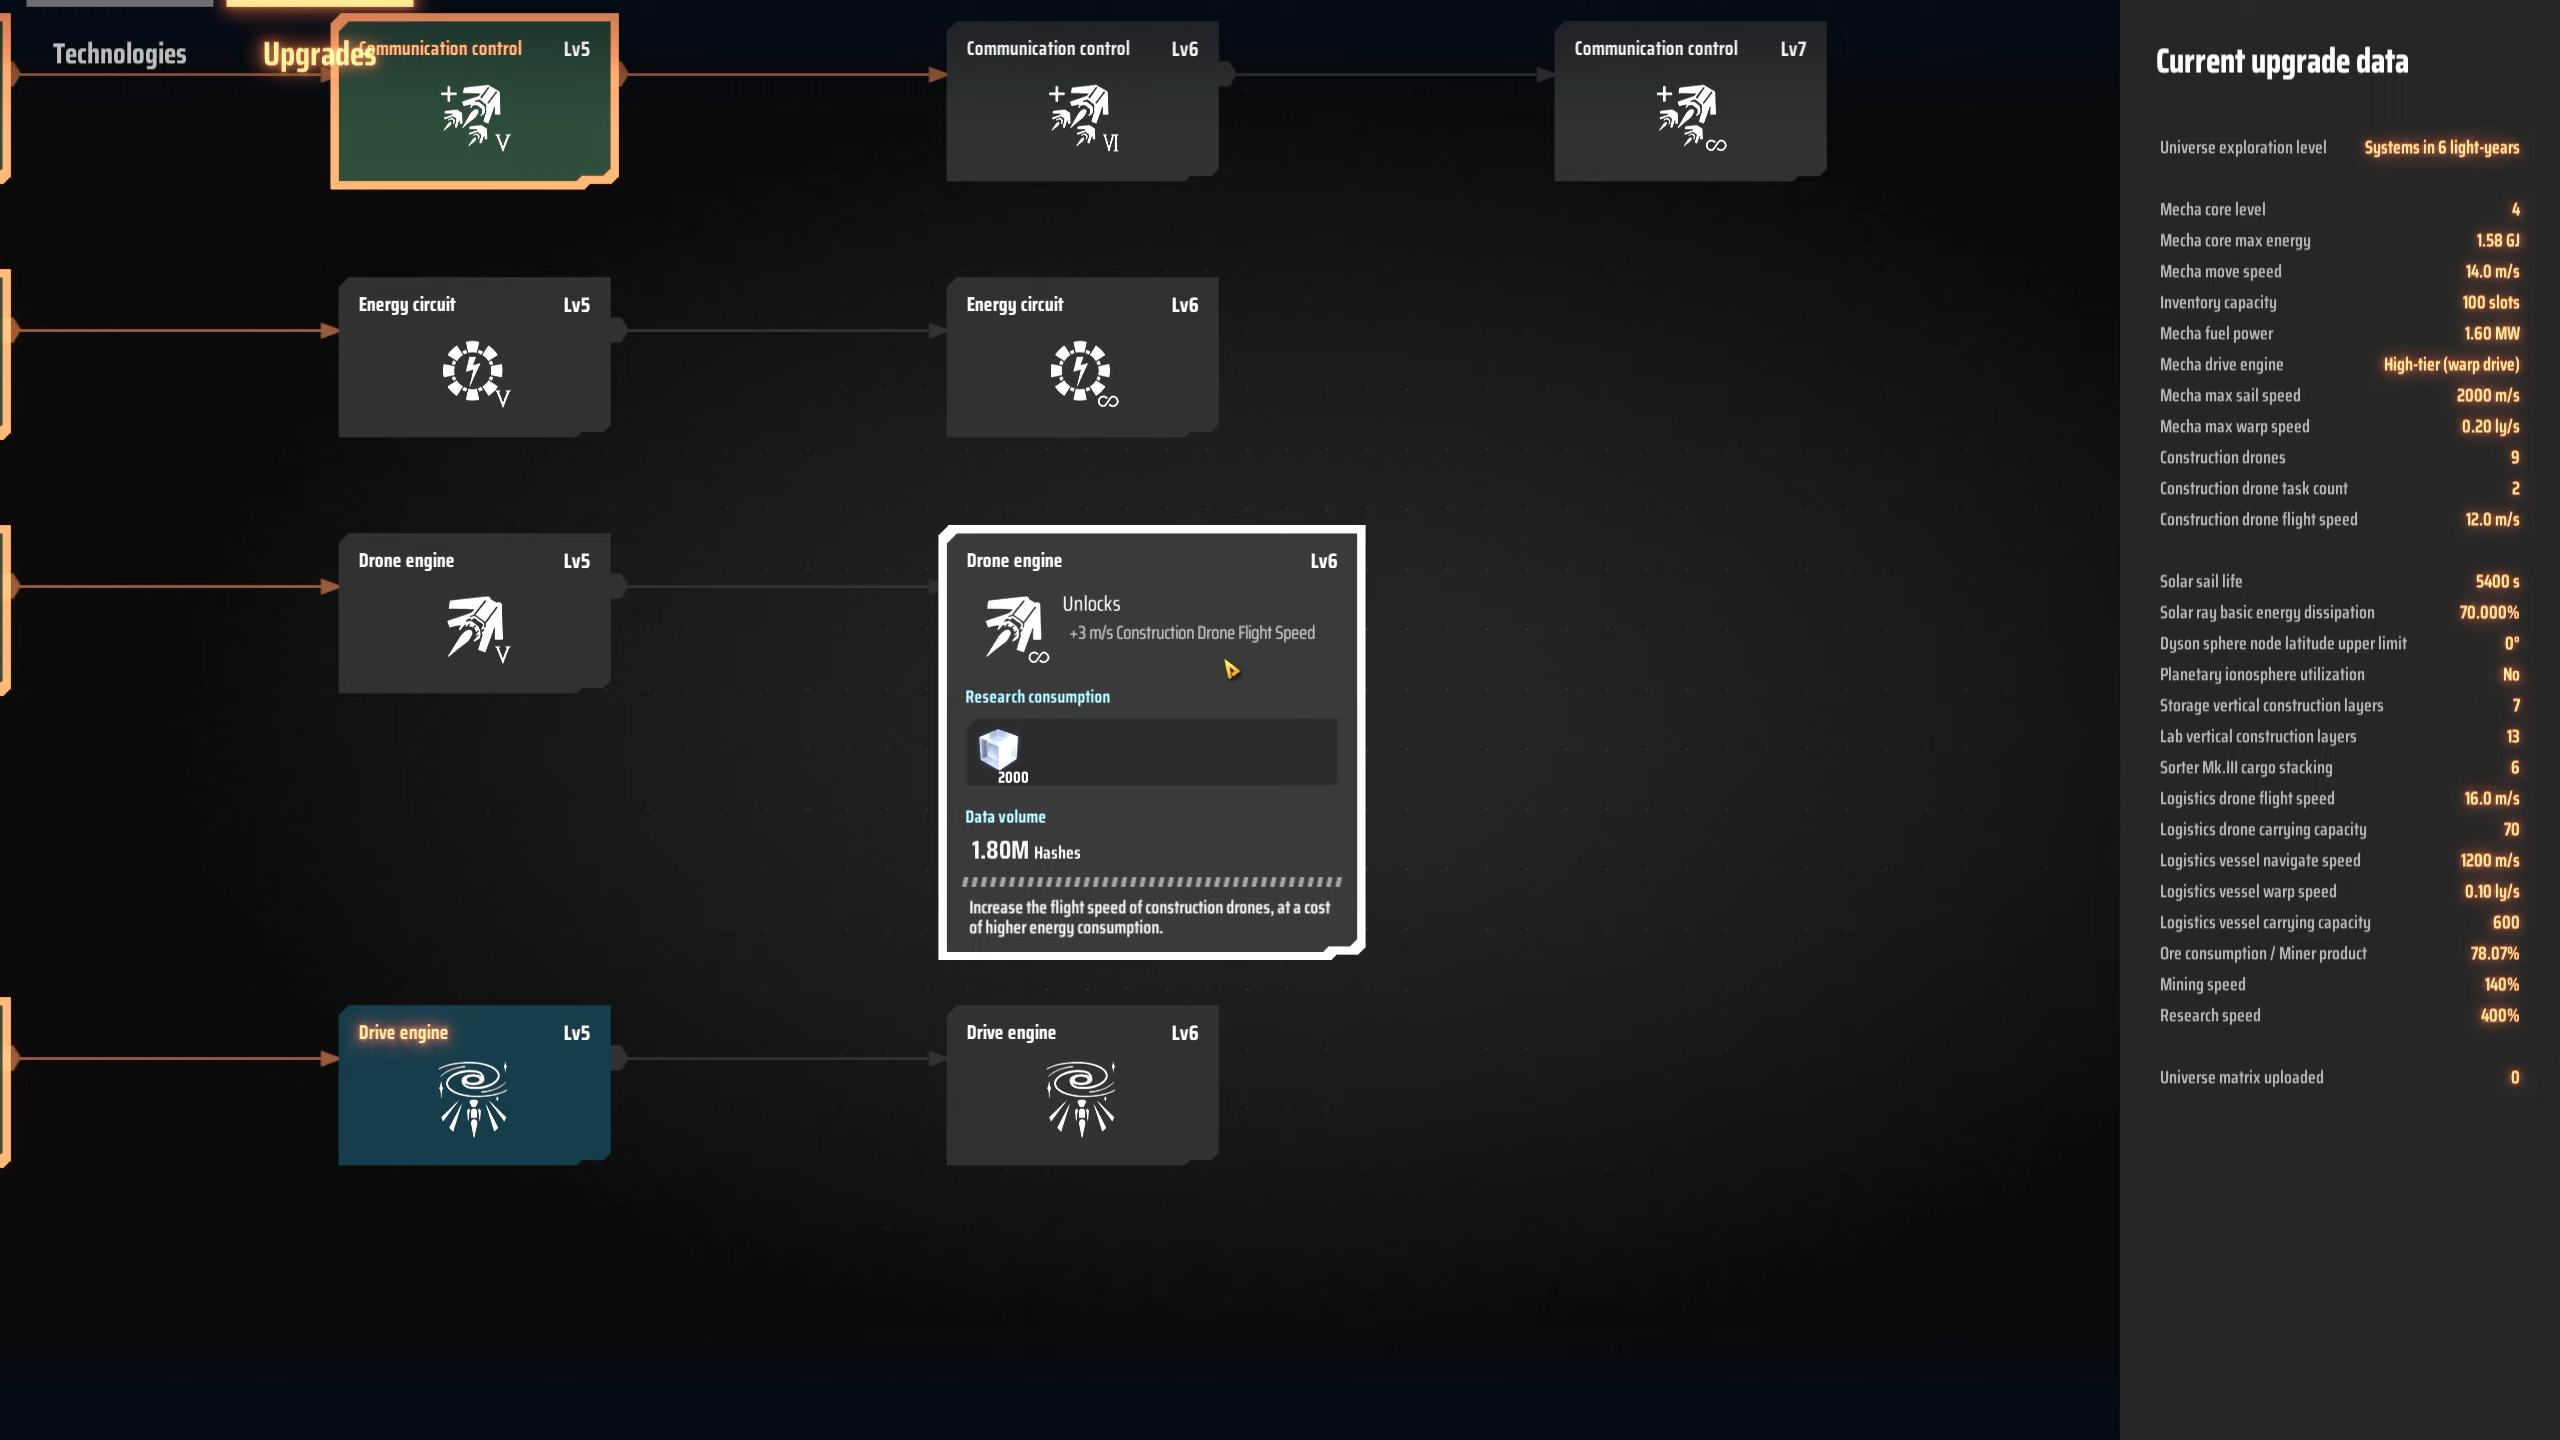 Technologies
Upgrades
Communication control Lv5
V
Communication control Lv6
VI
Communication control Lv7
∞
Energy circuit Lv5
V
Energy circuit Lv6
∞
Drone engine Lv5
V
Drone engine Lv6
Unlocks
+3 m/s Construction Drone Flight Speed
∞
Research consumption
2000
Data volume
1.80M Hashes
Increase the flight speed of construction drones, at a cost
of higher energy consumption.
Drive engine Lv5
Drive engine Lv6
Current upgrade data
Universe exploration level Systems in 6 light-years
Mecha core level 4
Mecha core max energy 1.58 GJ
Mecha move speed 14.0 m/s
Inventory capacity 100 slots
Mecha fuel power 1.60 MW
Mecha drive engine High-tier (warp drive)
Mecha max sail speed 2000 m/s
Mecha max warp speed 0.20 ly/s
Construction drones 9
Construction drone task count 2
Construction drone flight speed 12.0 m/s
Solar sail life 5400 s
Solar ray basic energy dissipation 70.000%
Dyson sphere node latitude upper limit 0°
Planetary ionosphere utilization No
Storage vertical construction layers 7
Lab vertical construction layers 13
Sorter Mk.III cargo stacking 6
Logistics drone flight speed 16.0 m/s
Logistics drone carrying capacity 70
Logistics vessel navigate speed 1200 m/s
Logistics vessel warp speed 0.10 ly/s
Logistics vessel carrying capacity 600
Ore consumption / Miner product 78.07%
Mining speed 140%
Research speed 400%
Universe matrix uploaded 0